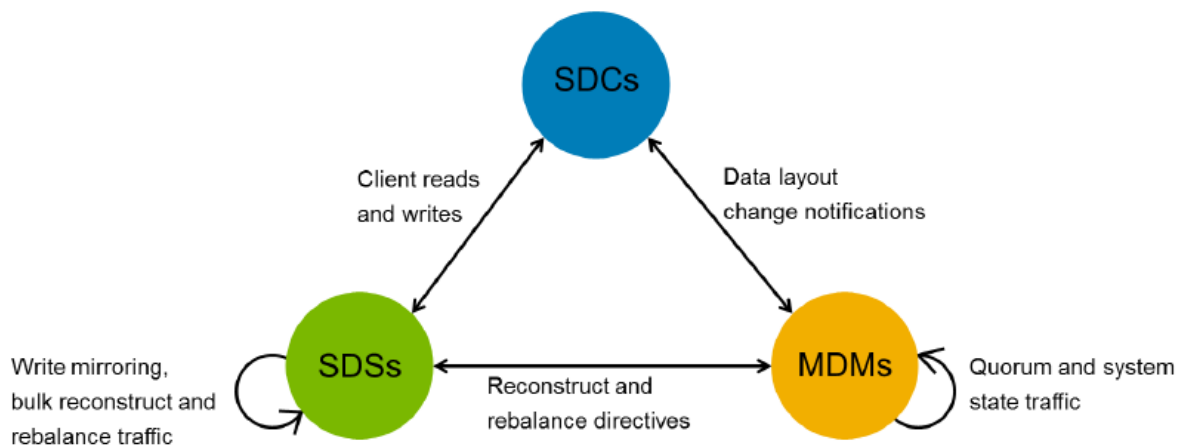 SDCs
Client reads
and writes
Data layout
change notifications
SDSs
MDMs
Write mirroring,
bulk reconstruct and
rebalance traffic
Reconstruct and
rebalance directives
Quorum and system
state traffic